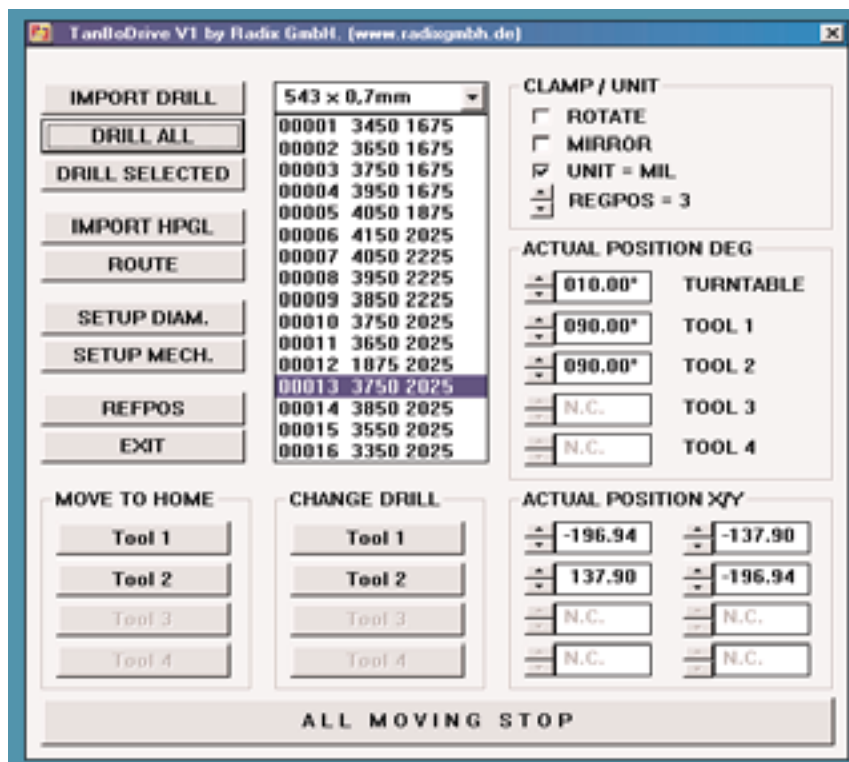 TanBoDrive V1 by Radix GmbH. (www.radixgmbh.de)
IMPORT DRILL
DRILL ALL
DRILL SELECTED
IMPORT HPGL
ROUTE
SETUP DIAM.
SETUP MECH.
REFPOS
EXIT
543 x 0,7mm
00001 3450 1675
00002 3650 1675
00003 3750 1675
00004 3950 1675
00005 4050 1875
00006 4150 2025
00007 4050 2225
00008 3950 2225
00009 3850 2225
00010 3750 2025
00011 3650 2025
00012 1875 2025
00013 3750 2025
00014 3850 2025
00015 3550 2025
00016 3350 2025
CLAMP / UNIT
ROTATE
MIRROR
UNIT = MIL
REGPOS = 3
ACTUAL POSITION DEG
010.00° TURNTABLE
090.00° TOOL 1
090.00° TOOL 2
N.C. TOOL 3
N.C. TOOL 4
MOVE TO HOME
Tool 1
Tool 2
Tool 3
Tool 4
CHANGE DRILL
Tool 1
Tool 2
Tool 3
Tool 4
ACTUAL POSITION X/Y
-196.94 -137.90
137.90 -196.94
N.C. N.C.
N.C. N.C.
ALL MOVING STOP